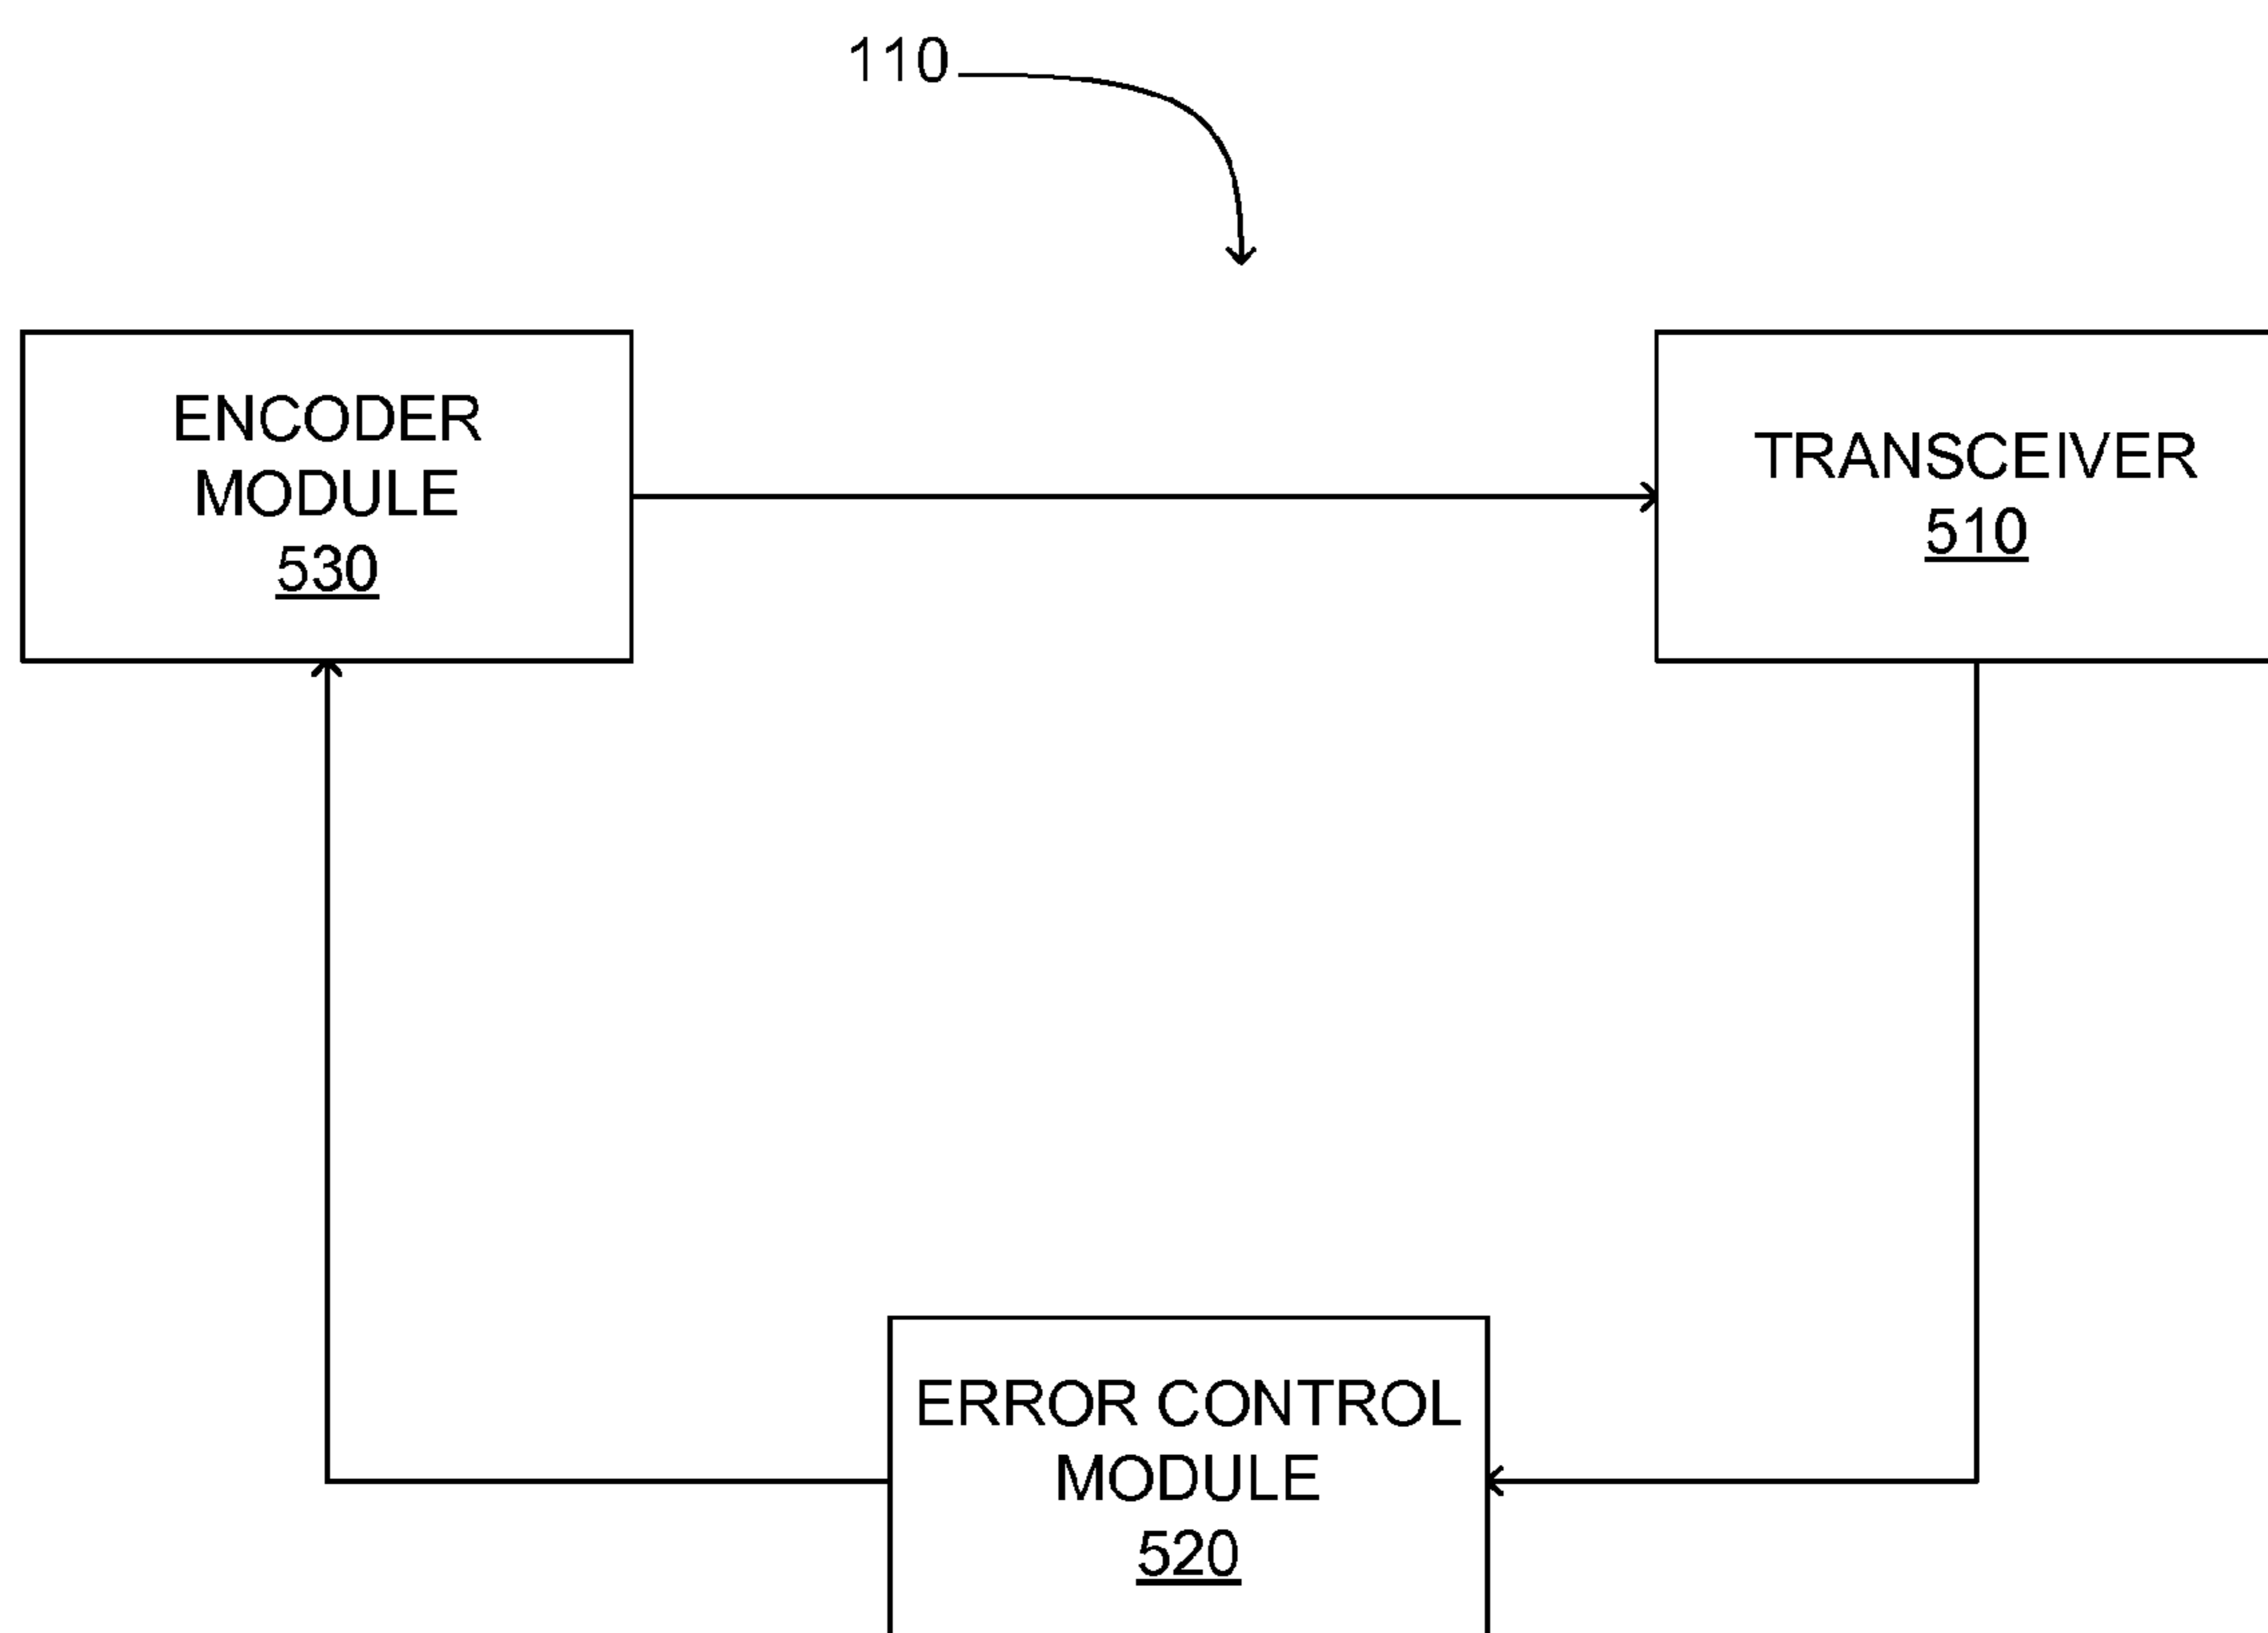 110
ENCODER
MODULE
530
TRANSCEIVER
510
ERROR CONTROL
MODULE
520